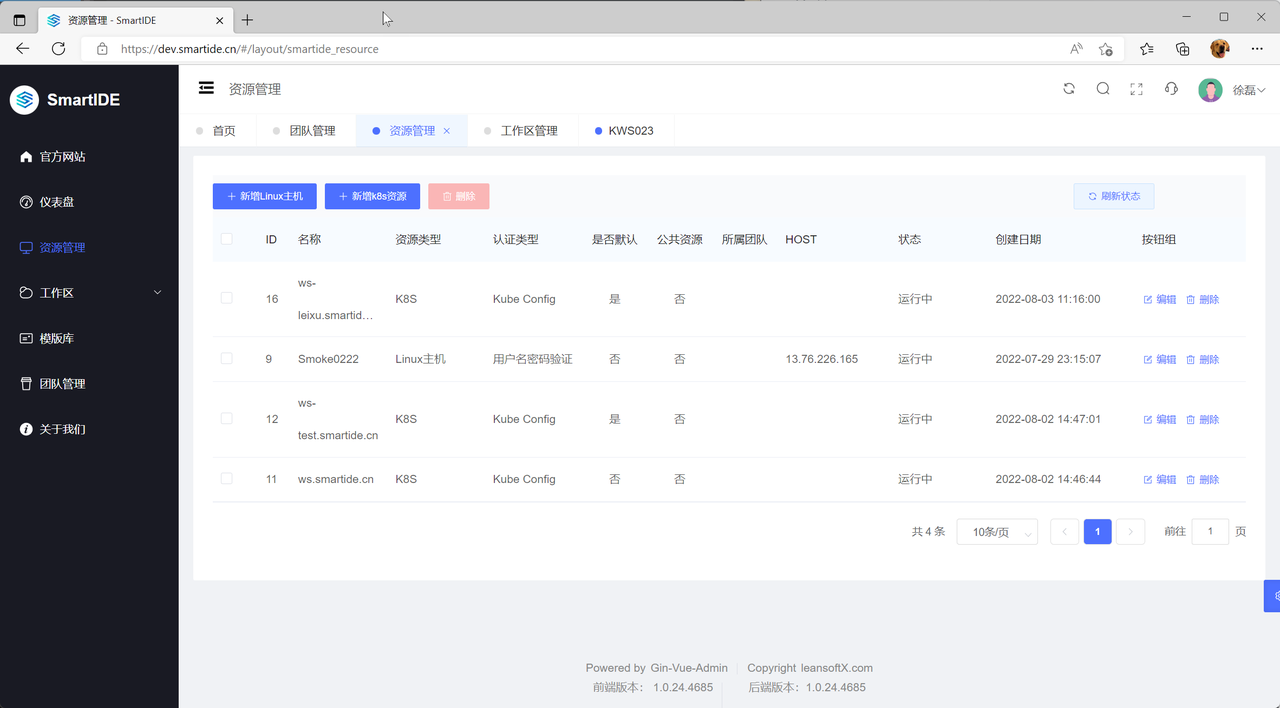 资源管理 - SmartIDE
https://dev.smartide.cn/#/layout/smartide_resource
SmartIDE
资源管理
徐磊
首页 团队管理 资源管理 工作区管理 KWS023
官方网站
仪表盘
资源管理
工作区
模版库
团队管理
关于我们
新增Linux主机 新增k8s资源 删除 刷新状态
ID 名称 资源类型 认证类型 是否默认 公共资源 所属团队 HOST 状态 创建日期 按钮组
16 ws-leixu.smartid… K8S Kube Config 是 否 运行中 2022-08-03 11:16:00 编辑 删除
9 Smoke0222 Linux主机 用户名密码验证 否 否 13.76.226.165 运行中 2022-07-29 23:15:07 编辑 删除
12 ws-test.smartide.cn K8S Kube Config 是 否 运行中 2022-08-02 14:47:01 编辑 删除
11 ws.smartide.cn K8S Kube Config 否 否 运行中 2022-08-02 14:46:44 编辑 删除
共 4 条 10条/页 1 前往 1 页
Powered by Gin-Vue-Admin Copyright leansoftX.com
前端版本： 1.0.24.4685 后端版本： 1.0.24.4685